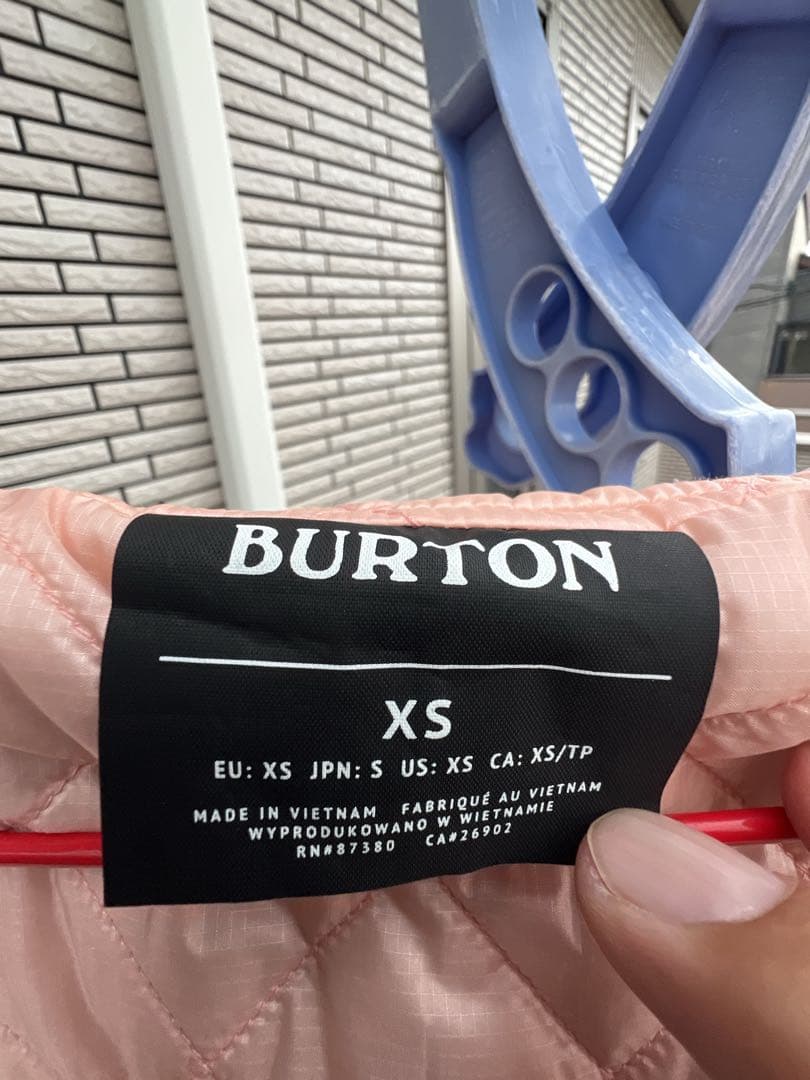 BURTON
XS
EU: XS JPN: S US: XS CA: XS/TP
MADE IN VIETNAM FABRIQUÉ AU VIETNAM
WYPRODUKOWANO W WIETNAMIE
RN#87380 CA#26902